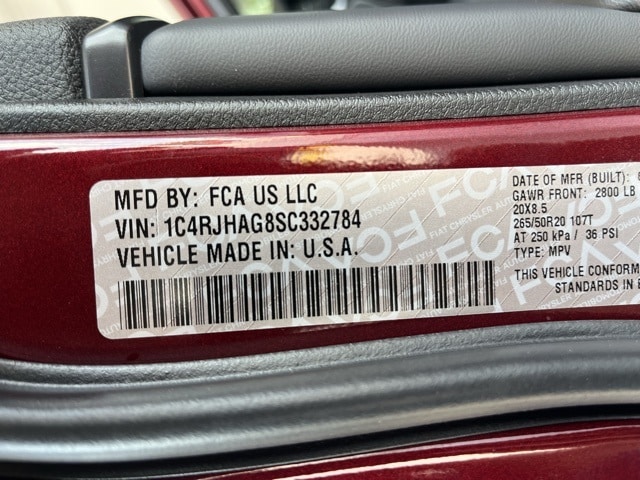 MFD BY: FCA US LLC
VIN: 1C4RJHAG8SC332784
VEHICLE MADE IN: U.S.A.
DATE OF MFR (BUILT):
GAWR FRONT: 2800 LB
20X8.5
265/50R20 107T
AT 250 kPa / 36 PSI
TYPE: MPV
THIS VEHICLE CONFORM
STANDARDS IN